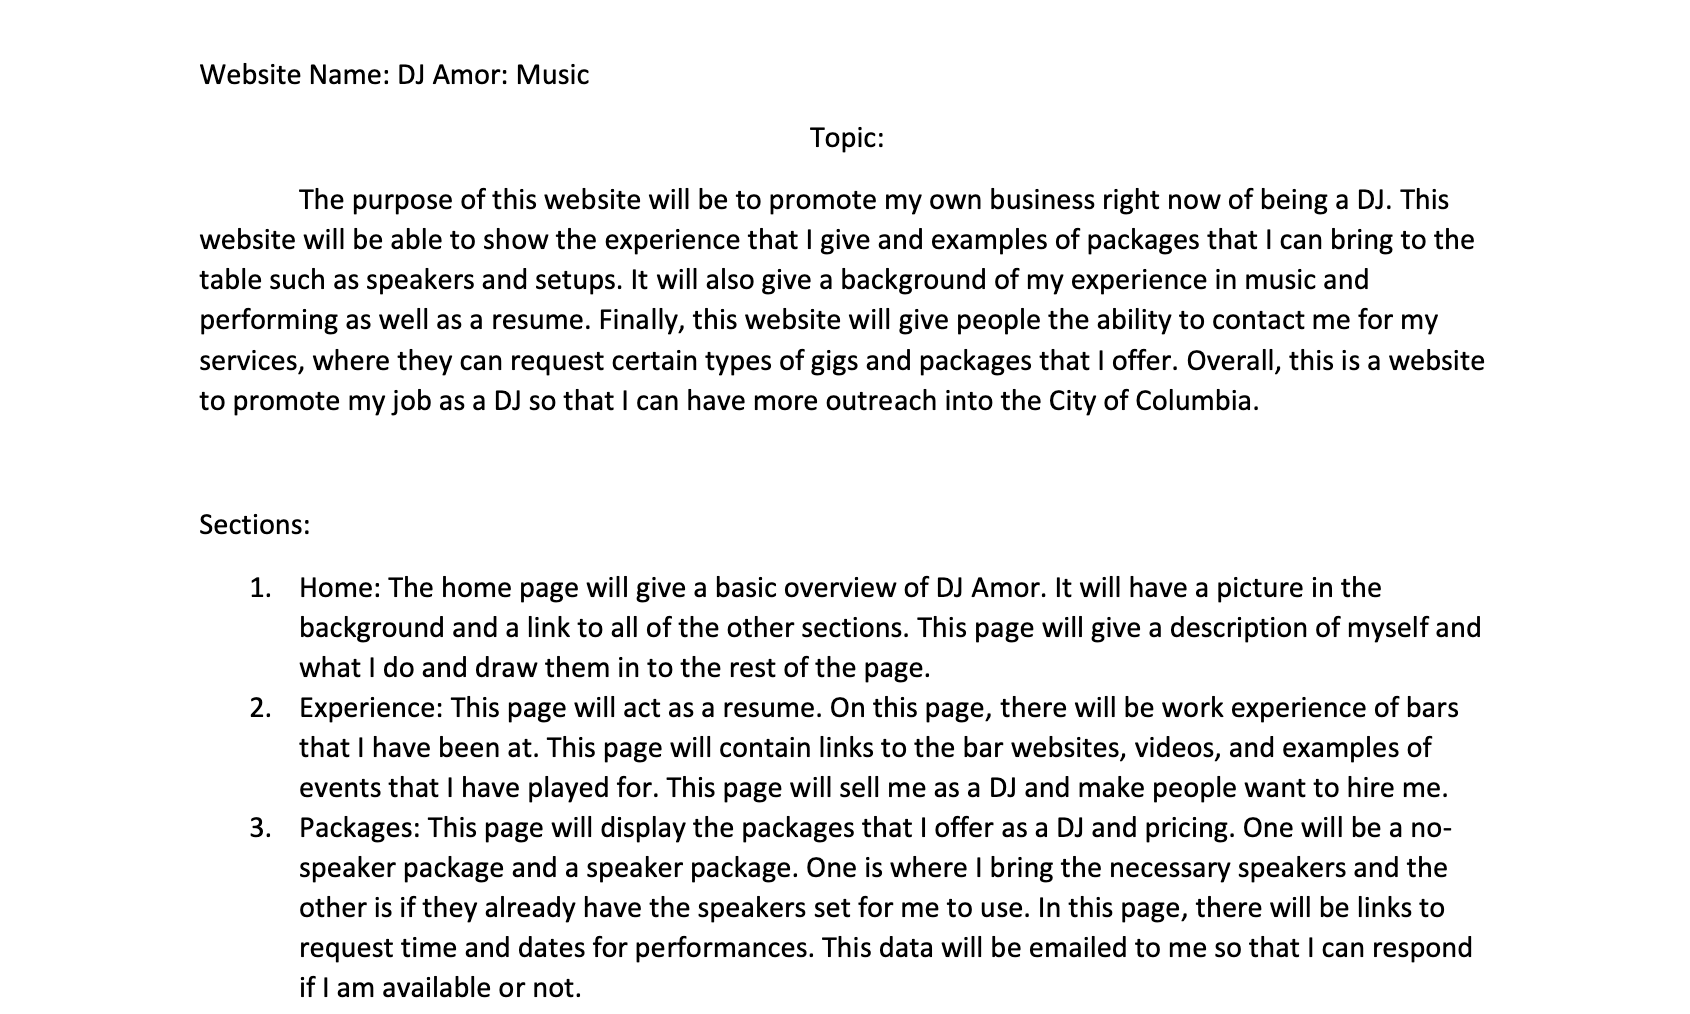 Website Name: DJ Amor: Music
Topic:
The purpose of this website will be to promote my own business right now of being a DJ. This
website will be able to show the experience that I give and examples of packages that I can bring to the
table such as speakers and setups. It will also give a background of my experience in music and
performing as well as a resume. Finally, this website will give people the ability to contact me for my
services, where they can request certain types of gigs and packages that I offer. Overall, this is a website
to promote my job as a DJ so that I can have more outreach into the City of Columbia.
Sections:
1. Home: The home page will give a basic overview of DJ Amor. It will have a picture in the
background and a link to all of the other sections. This page will give a description of myself and
what I do and draw them in to the rest of the page.
2. Experience: This page will act as a resume. On this page, there will be work experience of bars
that I have been at. This page will contain links to the bar websites, videos, and examples of
events that I have played for. This page will sell me as a DJ and make people want to hire me.
3. Packages: This page will display the packages that I offer as a DJ and pricing. One will be a no-
speaker package and a speaker package. One is where I bring the necessary speakers and the
other is if they already have the speakers set for me to use. In this page, there will be links to
request time and dates for performances. This data will be emailed to me so that I can respond
if I am available or not.